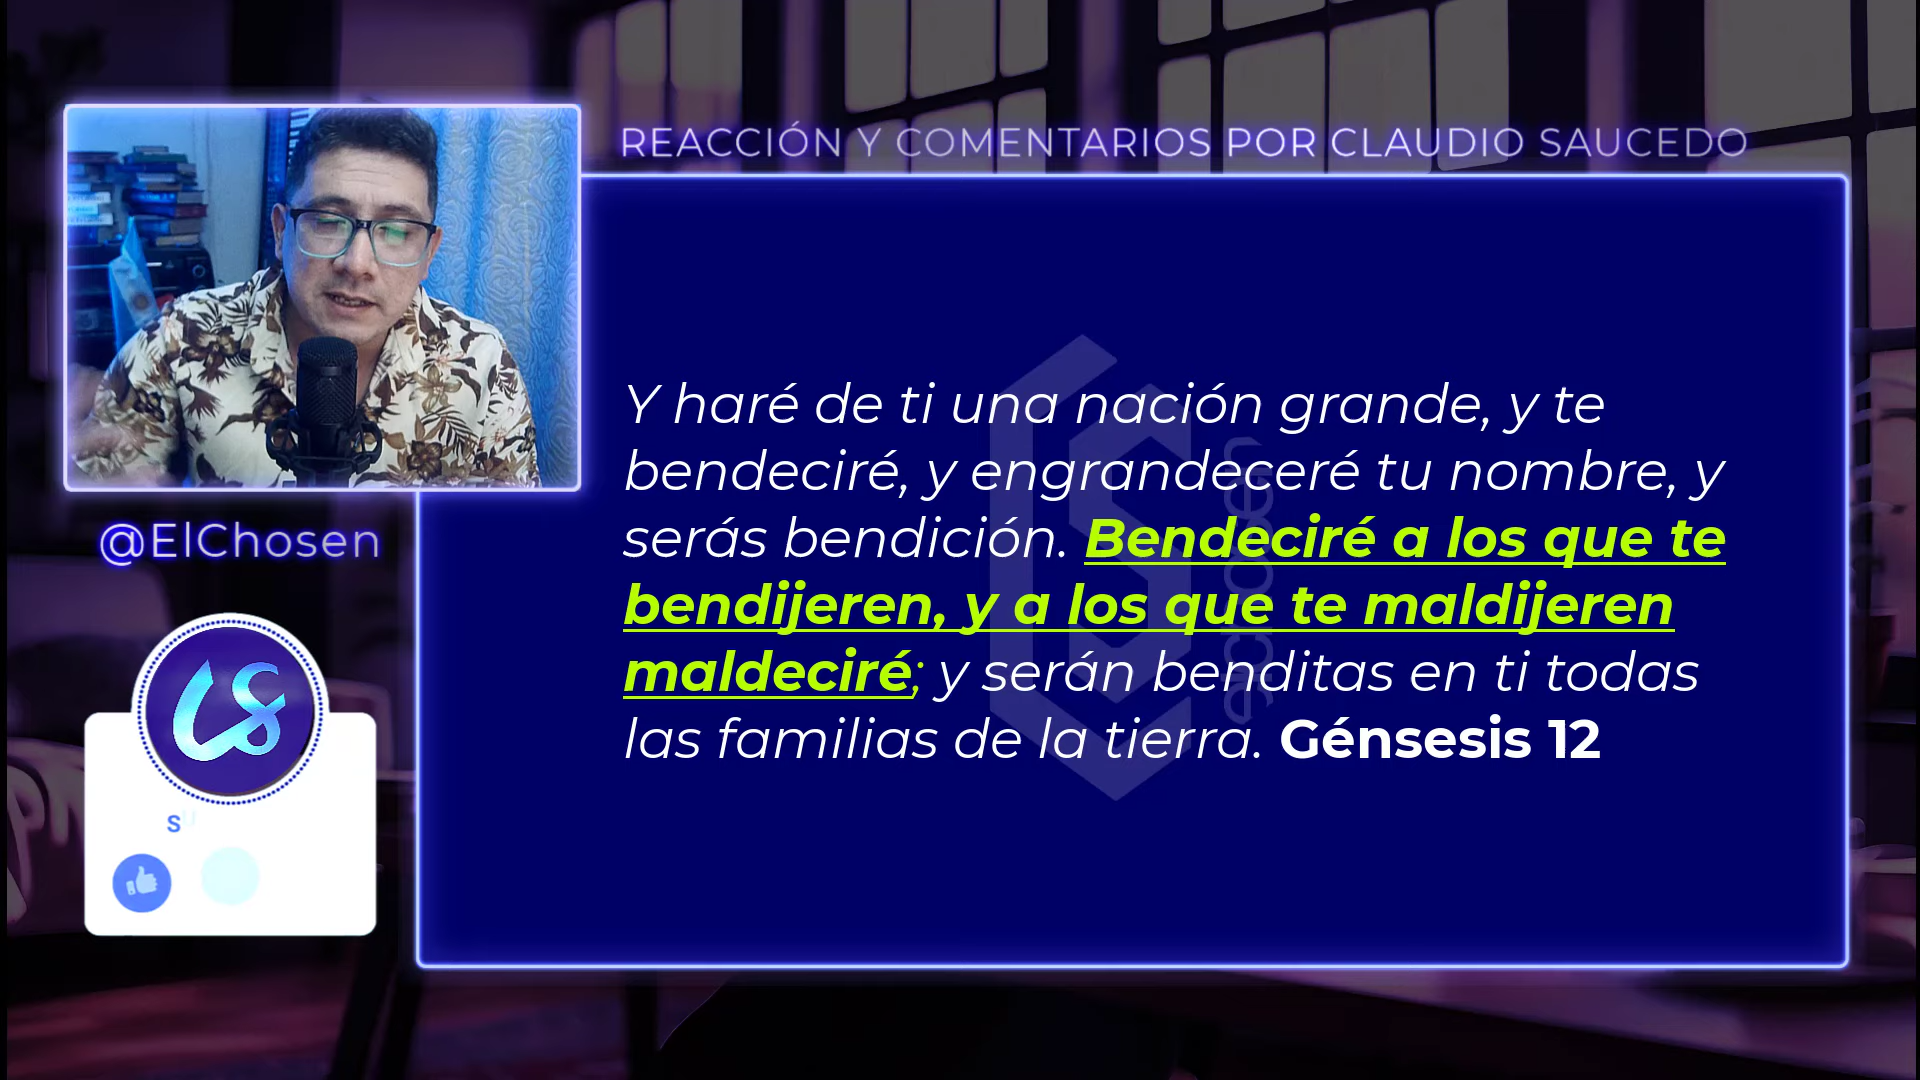 REACCIÓN Y COMENTARIOS POR CLAUDIO SAUCEDO
Y haré de ti una nación grande, y te
bendeciré, y engrandeceré tu nombre, y
serás bendición. Bendeciré a los que te
bendijeren, y a los que te maldijeren
maldeciré; y serán benditas en ti todas
las familias de la tierra. Génsesis 12
@ElChosen
SU